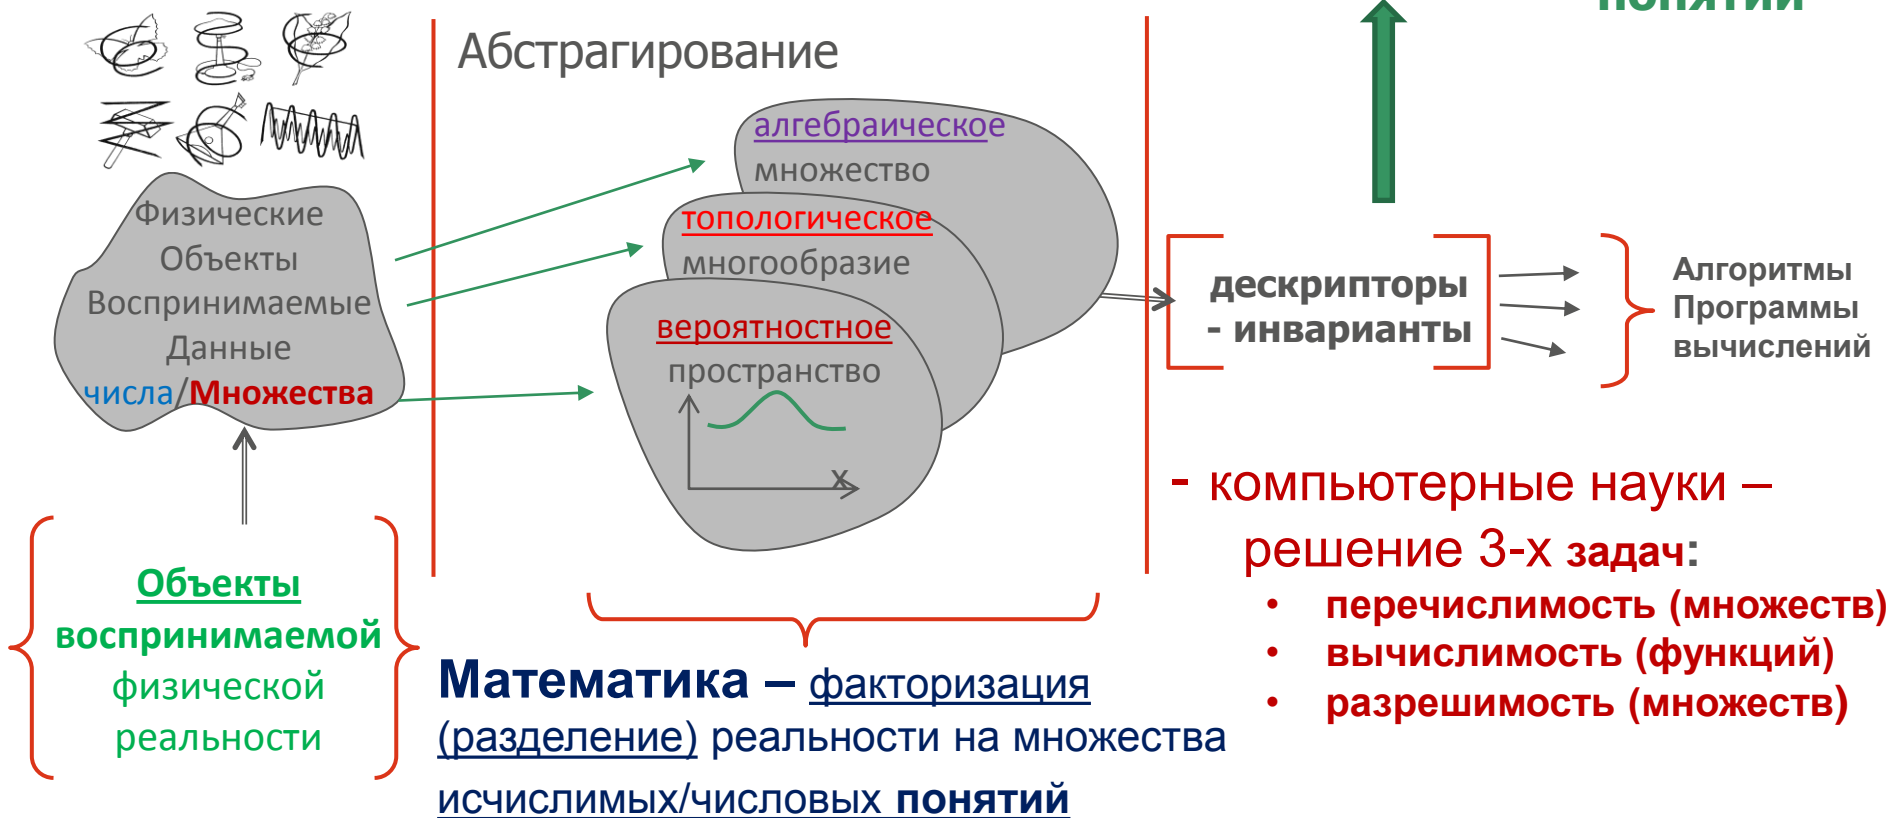 понятий
Абстрагирование
алгебраическое
множество
топологическое
многообразие
вероятностное
пространство
x
Физические
Объекты
Воспринимаемые
Данные
числа/Множества
Объекты
воспринимаемой
физической
реальности
дескрипторы
- инварианты
Алгоритмы
Программы
вычислений
Математика – факторизация
(разделение) реальности на множества
исчислимых/числовых понятий
- компьютерные науки –
решение 3-х задач:
• перечислимость (множеств)
• вычислимость (функций)
• разрешимость (множеств)